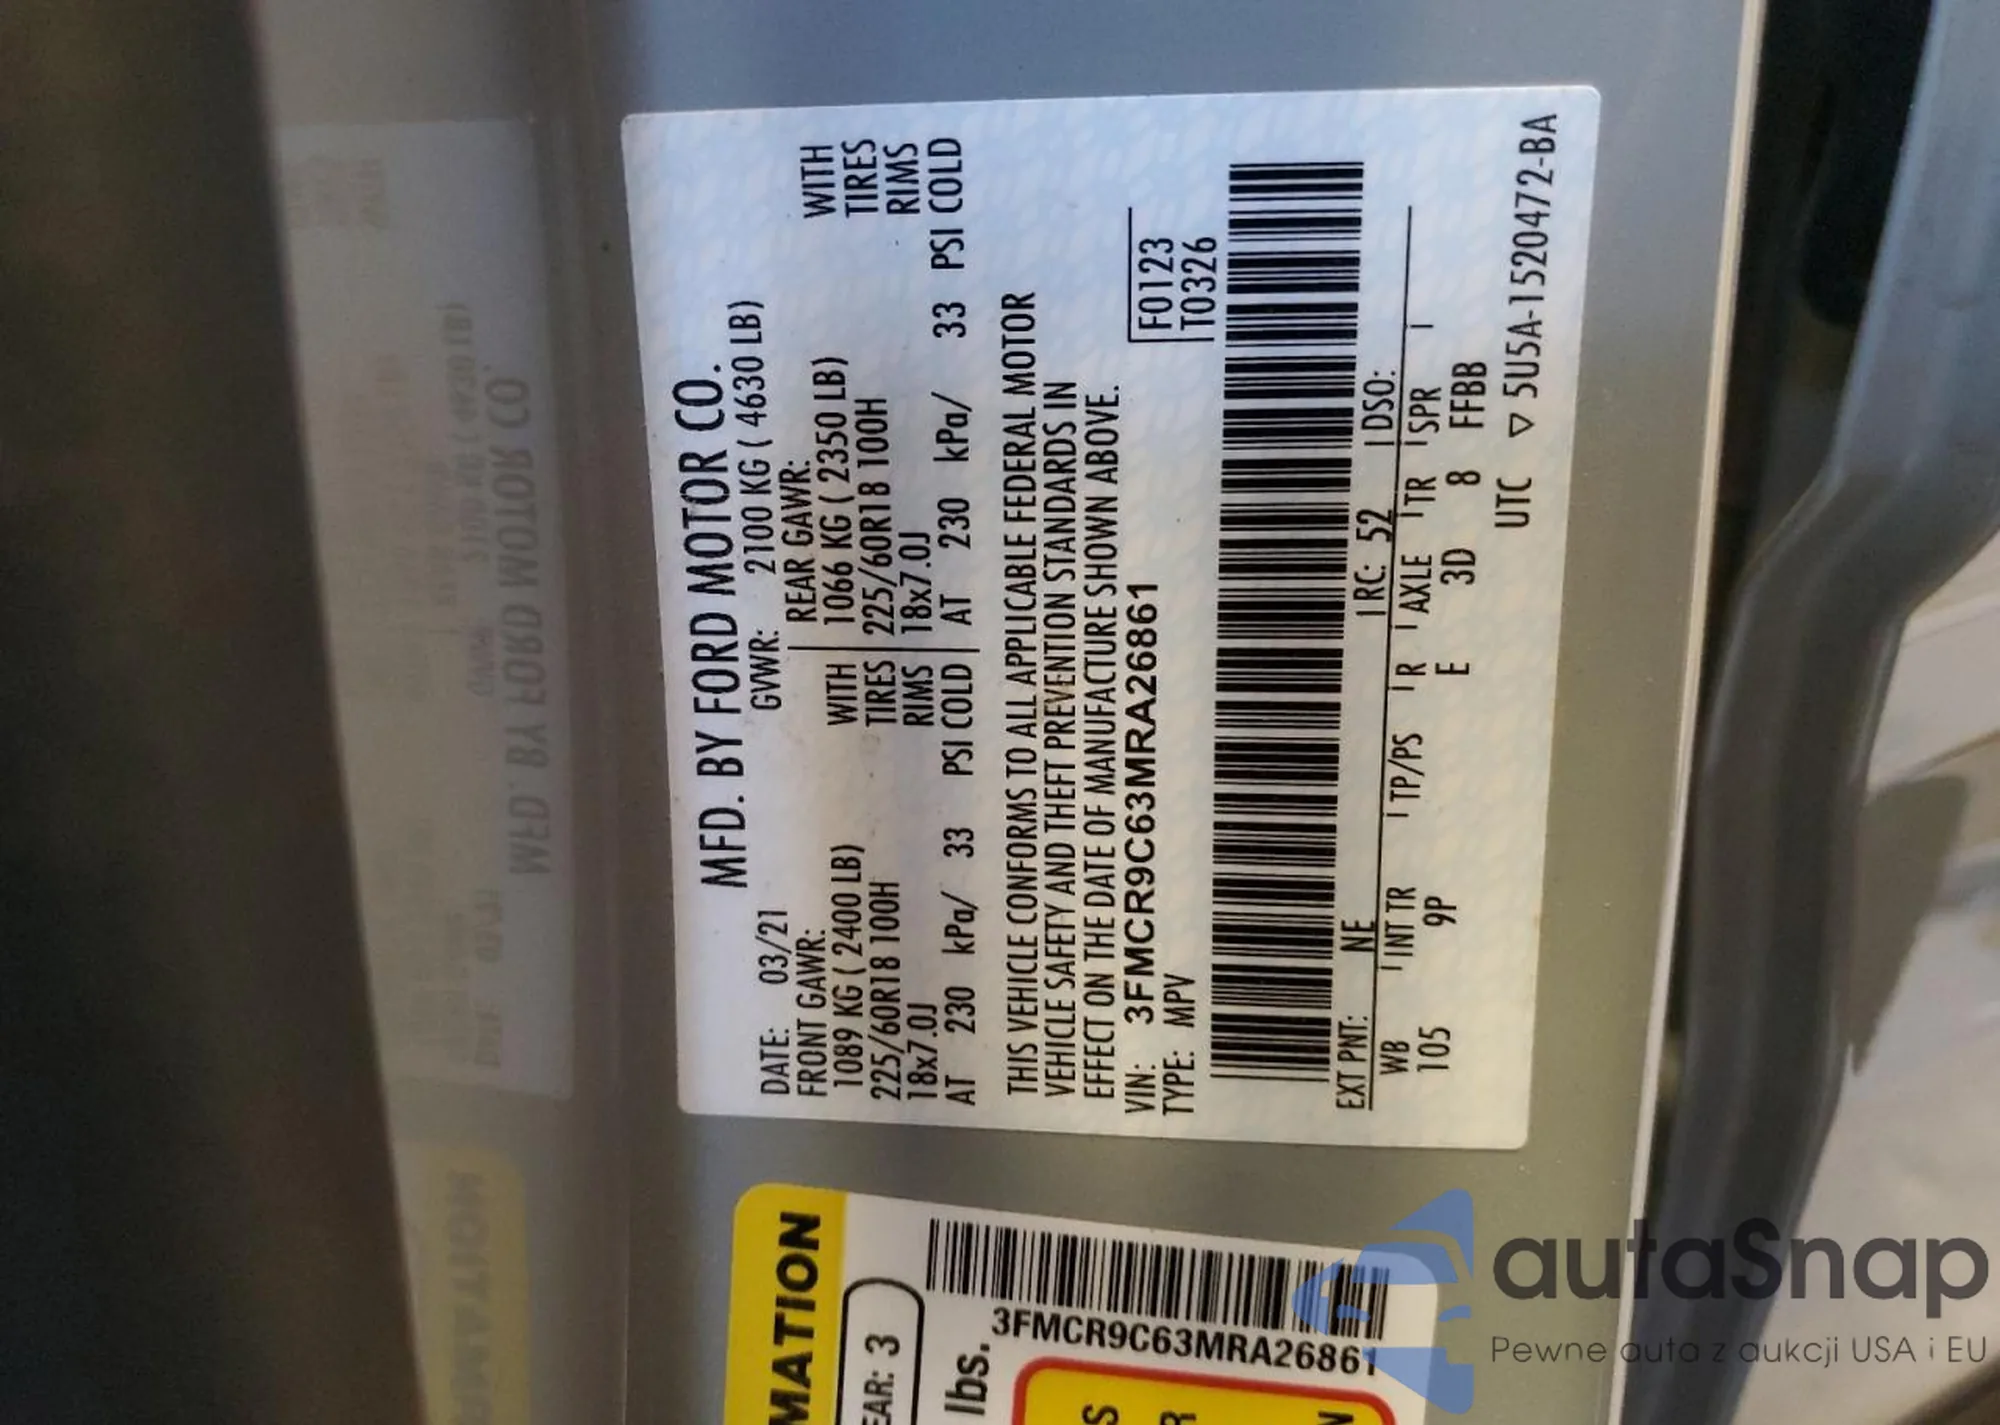 MFD. BY FORD MOTOR CO.
DATE: 03/21 GVWR: 2100 KG ( 4630 LB)
FRONT GAWR: REAR GAWR:
1089 KG ( 2400 LB) WITH 1066 KG ( 2350 LB) WITH
225/60R18 100H TIRES 225/60R18 100H TIRES
18x7.0J RIMS 18x7.0J RIMS
AT 230 kPa/ 33 PSI COLD AT 230 kPa/ 33 PSI COLD
THIS VEHICLE CONFORMS TO ALL APPLICABLE FEDERAL MOTOR
VEHICLE SAFETY AND THEFT PREVENTION STANDARDS IN
EFFECT ON THE DATE OF MANUFACTURE SHOWN ABOVE.
VIN: 3FMCR9C63MRA26861 F0123
TYPE: MPV T0326
EXT PNT: NE RC: 52 DSO:
WB INT TR TP/PS R AXLE TR SPR
105 9P E 3D 8 FFBB
UTC ▽ 5U5A-1520472-BA
MATION
EAR: 3
lbs.
3FMCR9C63MRA26861
S
R
N
autaSnap
Pewne auta z aukcji USA i EU